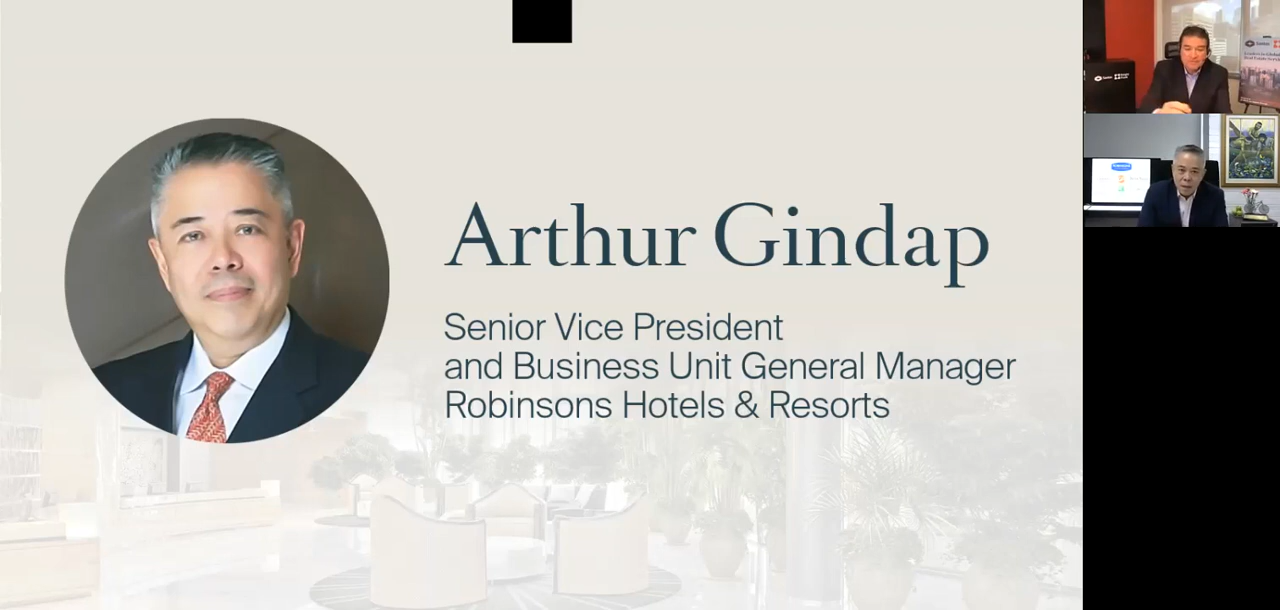 Arthur Gindap
Senior Vice President
and Business Unit General Manager
Robinsons Hotels & Resorts